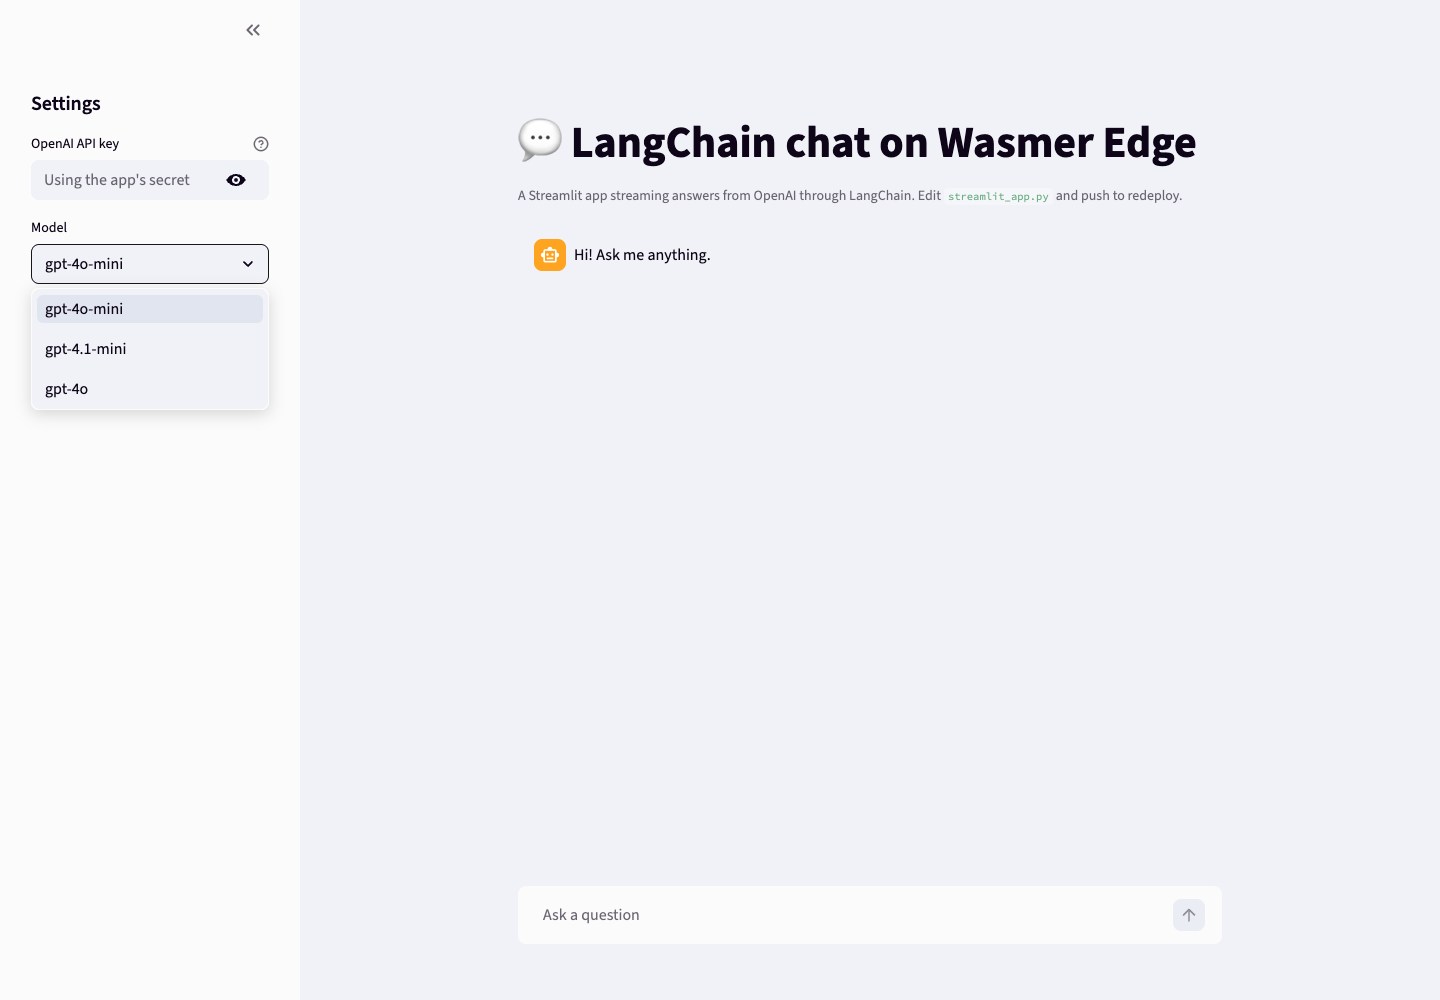 Settings
OpenAI API key
Using the app's secret
Model
gpt-4o-mini
gpt-4o-mini
gpt-4.1-mini
gpt-4o
💬 LangChain chat on Wasmer Edge
A Streamlit app streaming answers from OpenAI through LangChain. Edit streamlit_app.py and push to redeploy.
Hi! Ask me anything.
Ask a question